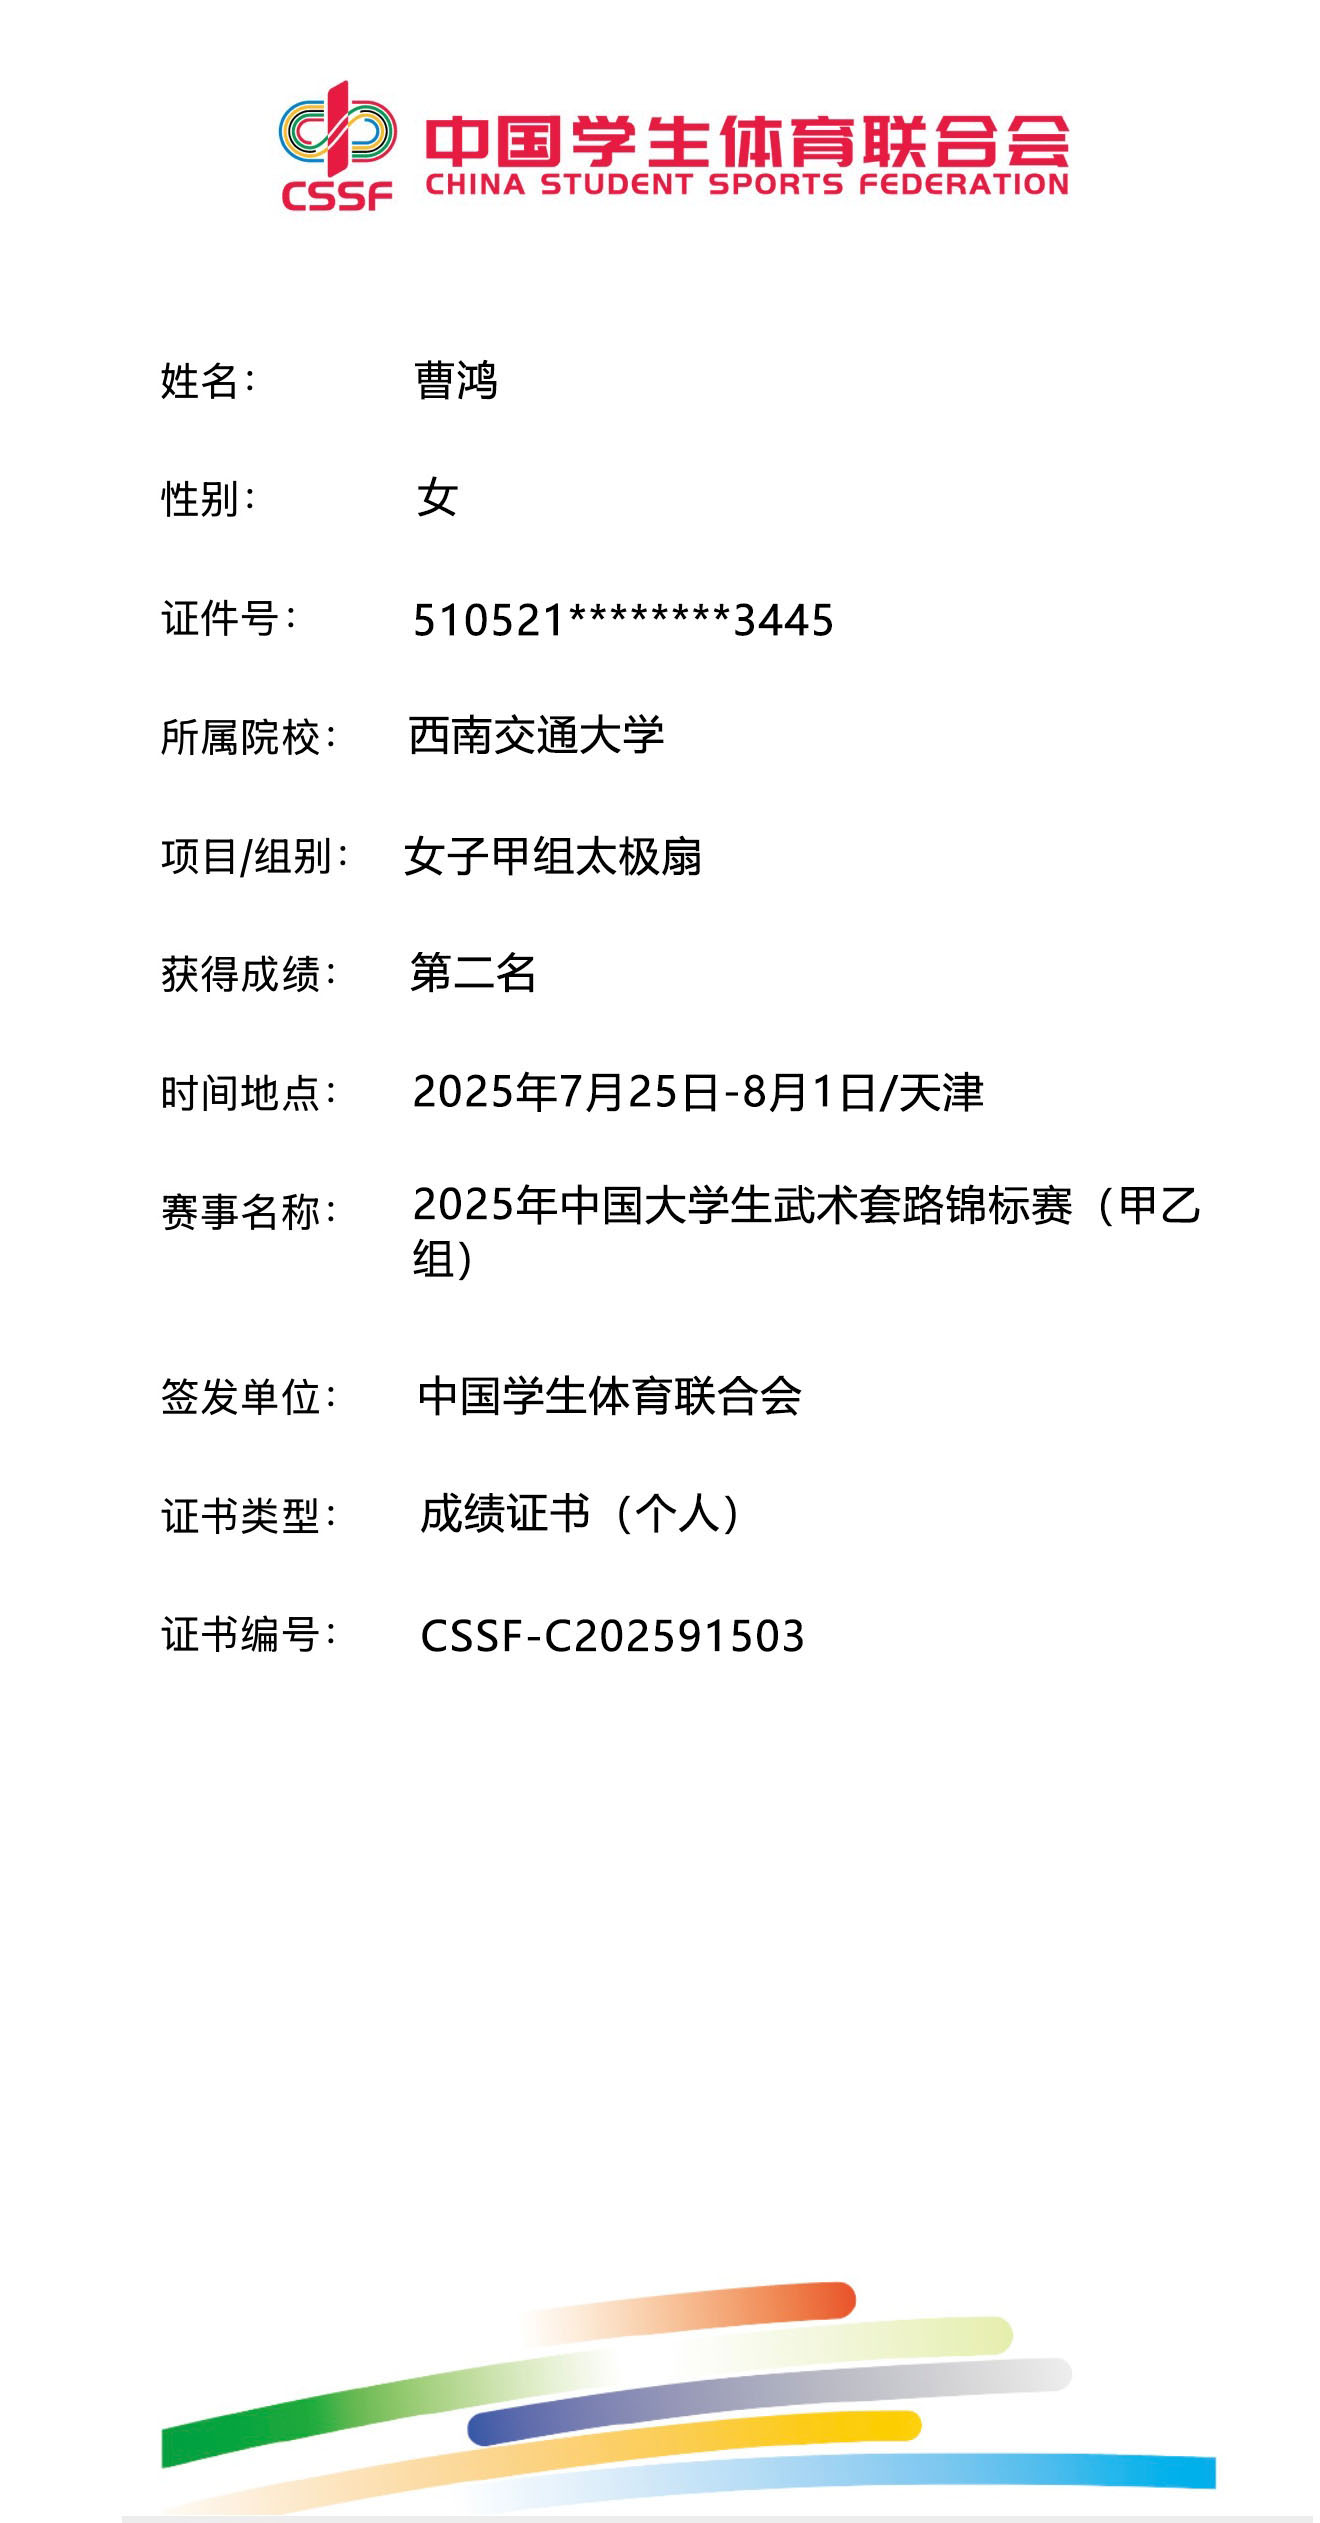 中国学生体育联合会
CSSF CHINA STUDENT SPORTS FEDERATION
姓名： 曹鸿
性别： 女
证件号： 510521********3445
所属院校： 西南交通大学
项目/组别： 女子甲组太极扇
获得成绩： 第二名
时间地点： 2025年7月25日-8月1日/天津
赛事名称： 2025年中国大学生武术套路锦标赛（甲乙
组）
签发单位： 中国学生体育联合会
证书类型： 成绩证书（个人）
证书编号： CSSF-C202591503